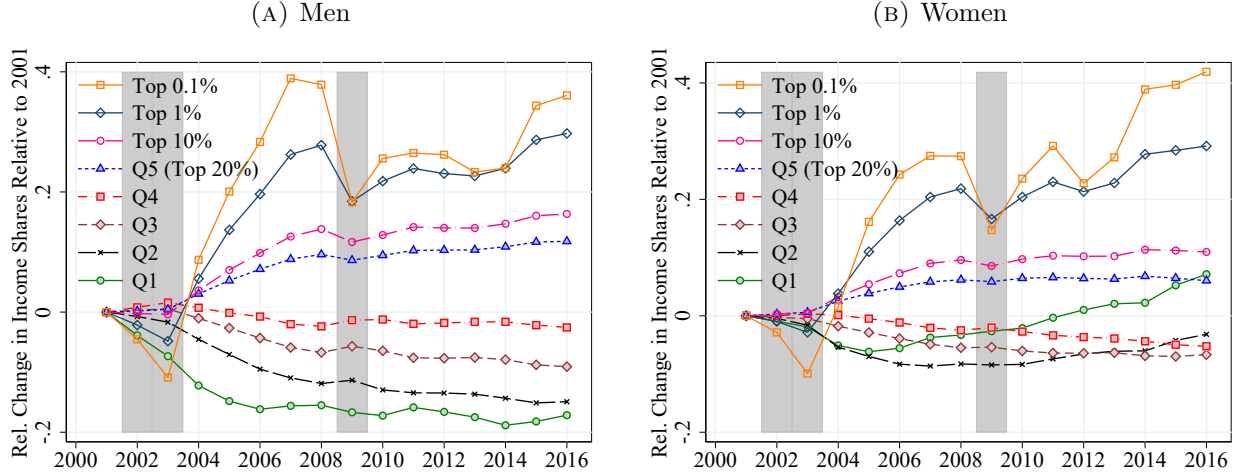 (A) Men
Rel. Change in Income Shares Relative to 2001
.4
.2
0
-.2
Top 0.1%
Top 1%
Top 10%
Q5 (Top 20%)
Q4
Q3
Q2
Q1
2000 2002 2004 2006 2008 2010 2012 2014 2016
(B) Women
Rel. Change in Income Shares Relative to 2001
.4
.2
0
-.2
Top 0.1%
Top 1%
Top 10%
Q5 (Top 20%)
Q4
Q3
Q2
Q1
2000 2002 2004 2006 2008 2010 2012 2014 2016